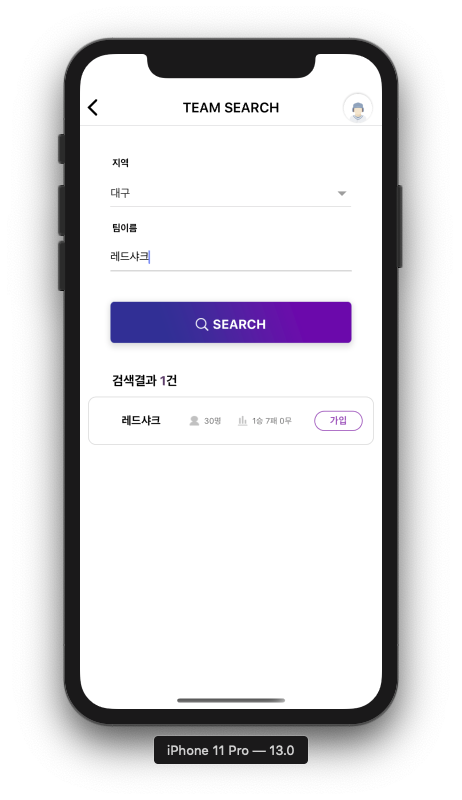 TEAM SEARCH
지역
대구
팀이름
레드샤크
SEARCH
검색결과 1건
레드샤크 30명 1승 7패 0우 가입
iPhone 11 Pro — 13.0